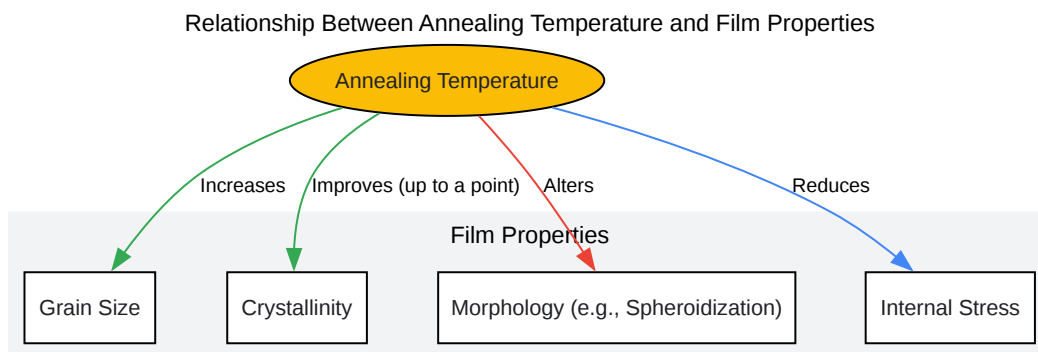 Relationship Between Annealing Temperature and Film Properties
Annealing Temperature
Increases
Improves (up to a point)
Alters
Reduces
Film Properties
Grain Size
Crystallinity
Morphology (e.g., Spheroidization)
Internal Stress